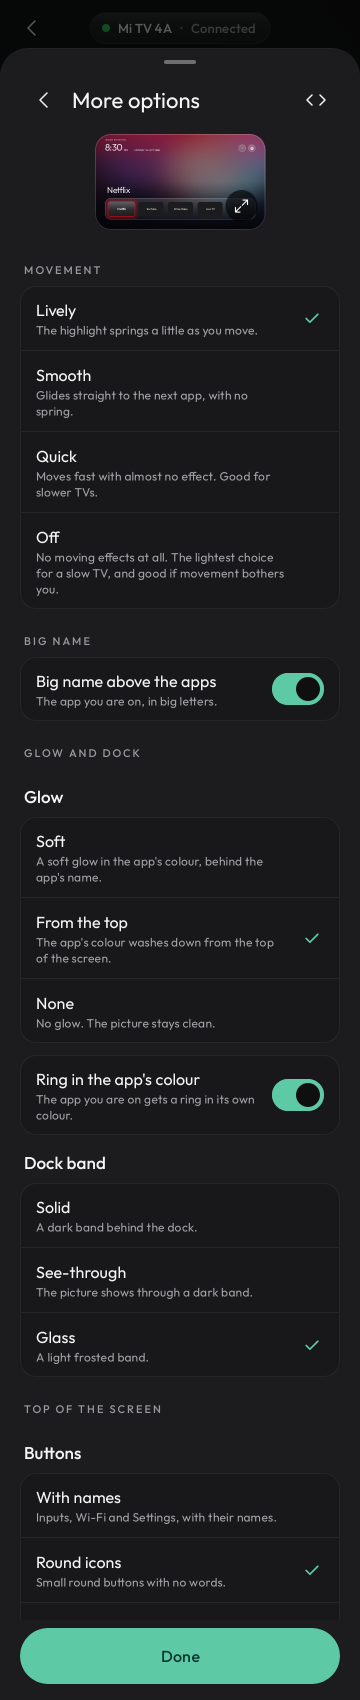 Mi TV 4A · Connected
More options
8:30
Netflix
MOVEMENT
Lively
The highlight springs a little as you move.
Smooth
Glides straight to the next app, with no
spring.
Quick
Moves fast with almost no effect. Good for
slower TVs.
Off
No moving effects at all. The lightest choice
for a slow TV, and good if movement bothers
you.
BIG NAME
Big name above the apps
The app you are on, in big letters.
GLOW AND DOCK
Glow
Soft
A soft glow in the app's colour, behind the
app's name.
From the top
The app's colour washes down from the top
of the screen.
None
No glow. The picture stays clean.
Ring in the app's colour
The app you are on gets a ring in its own
colour.
Dock band
Solid
A dark band behind the dock.
See-through
The picture shows through a dark band.
Glass
A light frosted band.
TOP OF THE SCREEN
Buttons
With names
Inputs, Wi-Fi and Settings, with their names.
Round icons
Small round buttons with no words.
Done